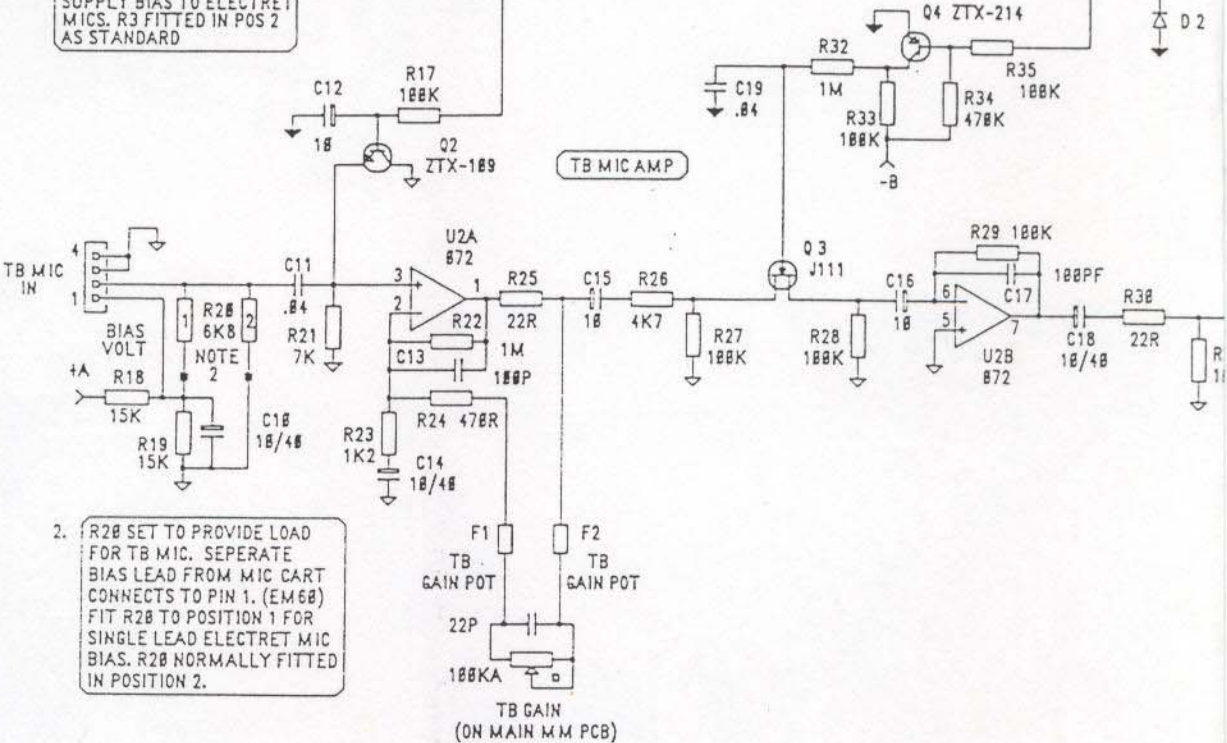 SUPPLY BIAS TO ELECTRET
MICS. R3 FITTED IN POS 2
AS STANDARD
C12
10
R17
100K
Q2
ZTX-109
TB MIC AMP
Q4 ZTX-214
R32
1M
C19
.04
R33
100K
R34
470K
R35
100K
-B
D2
TB MIC
IN
4
1
BIAS
VOLT
1
R20
6K8
2
NOTE
2
C11
.04
R21
7K
+A
R18
15K
R19
15K
C10
10/40
U2A
072
3
2
1
+
-
R22
1M
C13
100P
R23
1K2
R24 470R
C14
10/40
R25
22R
C15
10
R26
4K7
R27
100K
Q3
J111
R28
100K
C16
10
R29 100K
C17
100PF
6
5
7
-
+
U2B
072
C18
10/40
R30
22R
F1
TB
GAIN POT
F2
TB
GAIN POT
22P
100KA
TB GAIN
(ON MAIN MM PCB)
2. R20 SET TO PROVIDE LOAD
FOR TB MIC. SEPERATE
BIAS LEAD FROM MIC CART
CONNECTS TO PIN 1. (EM60)
FIT R20 TO POSITION 1 FOR
SINGLE LEAD ELECTRET MIC
BIAS. R20 NORMALLY FITTED
IN POSITION 2.